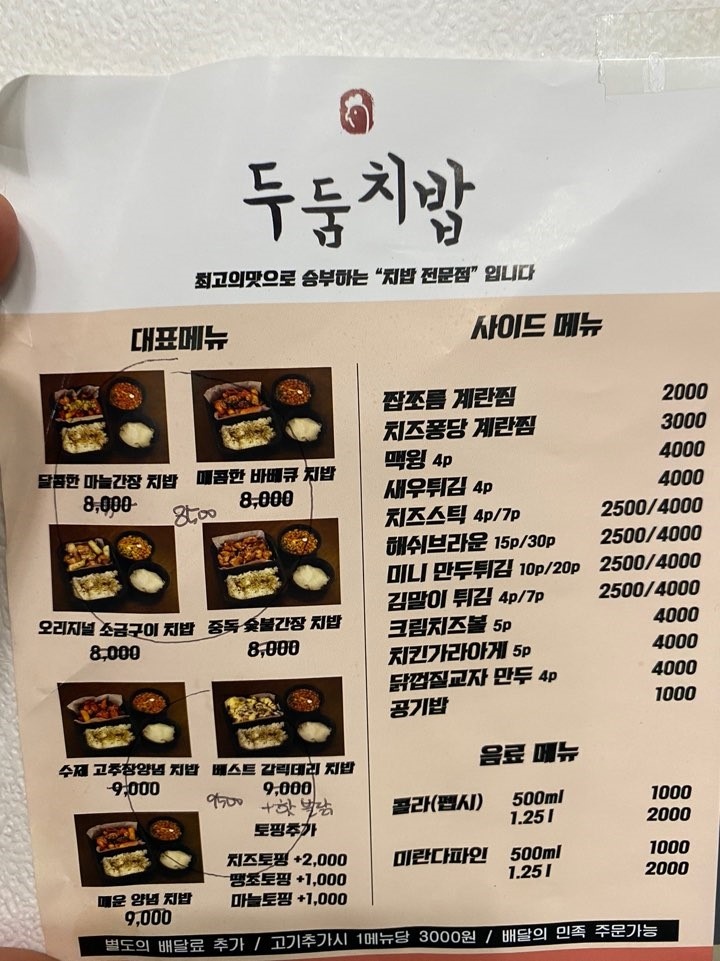 두둠치밥
최고의맛으로 승부하는 "치밥 전문점" 입니다
대표메뉴
달콤한 마늘간장 치밥
8,000
매콤한 바베큐 치밥
8,000
8500
오리지널 소금구이 치밥
8,000
중독 숯불간장 치밥
8,000
수제 고추장양념 치밥
9,000
베스트 갈릭데리 치밥
9,000
9500
+핫 불닭
매운 양념 치밥
9,000
토핑추가
치즈토핑 +2,000
땡초토핑 +1,000
마늘토핑 +1,000
사이드 메뉴
짭쪼름 계란찜 2000
치즈퐁당 계란찜 3000
맥윙 4p 4000
새우튀김 4p 4000
치즈스틱 4p/7p 2500/4000
해쉬브라운 15p/30p 2500/4000
미니 만두튀김 10p/20p 2500/4000
김말이 튀김 4p/7p 2500/4000
크림치즈볼 5p 4000
치킨가라아게 5p 4000
닭껍질교자 만두 4p 4000
공기밥 1000
음료 메뉴
콜라(펩시) 500ml 1000
1.25 l 2000
미란다파인 500ml 1000
1.25 l 2000
별도의 배달료 추가 / 고기추가시 1메뉴당 3000원 / 배달의 민족 주문가능